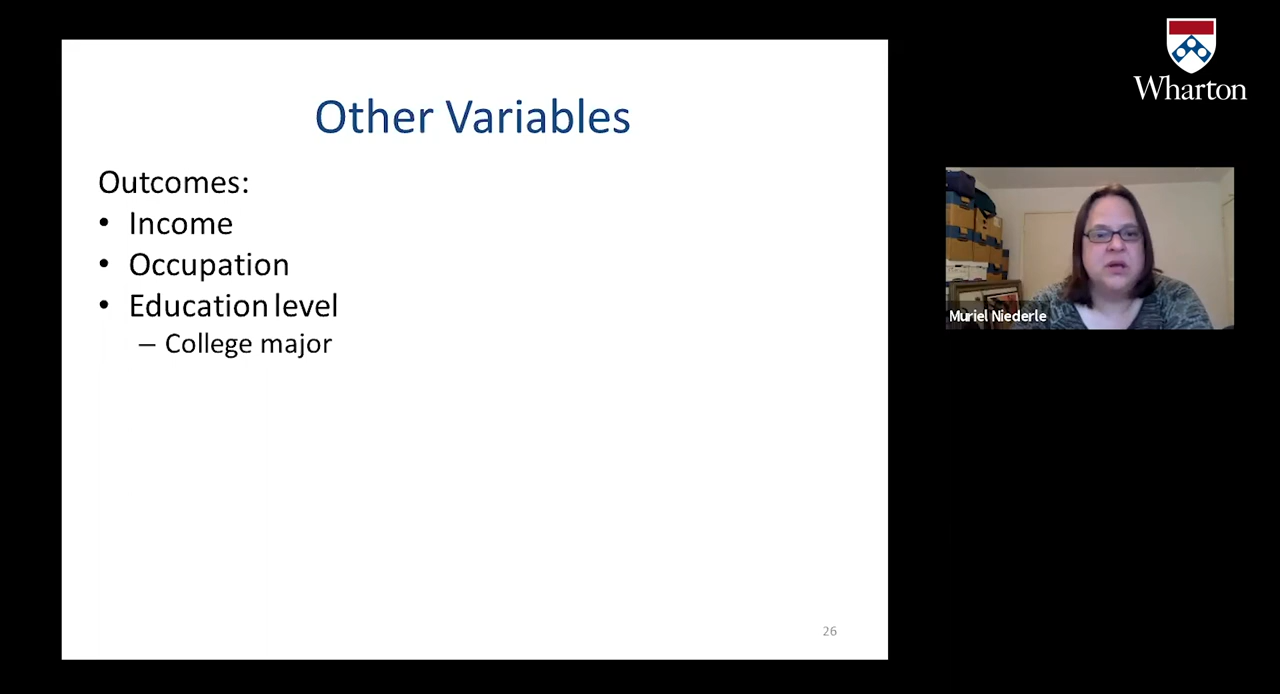 Wharton
Other Variables
Outcomes:
• Income
• Occupation
• Education level
– College major
Muriel Niederle
26